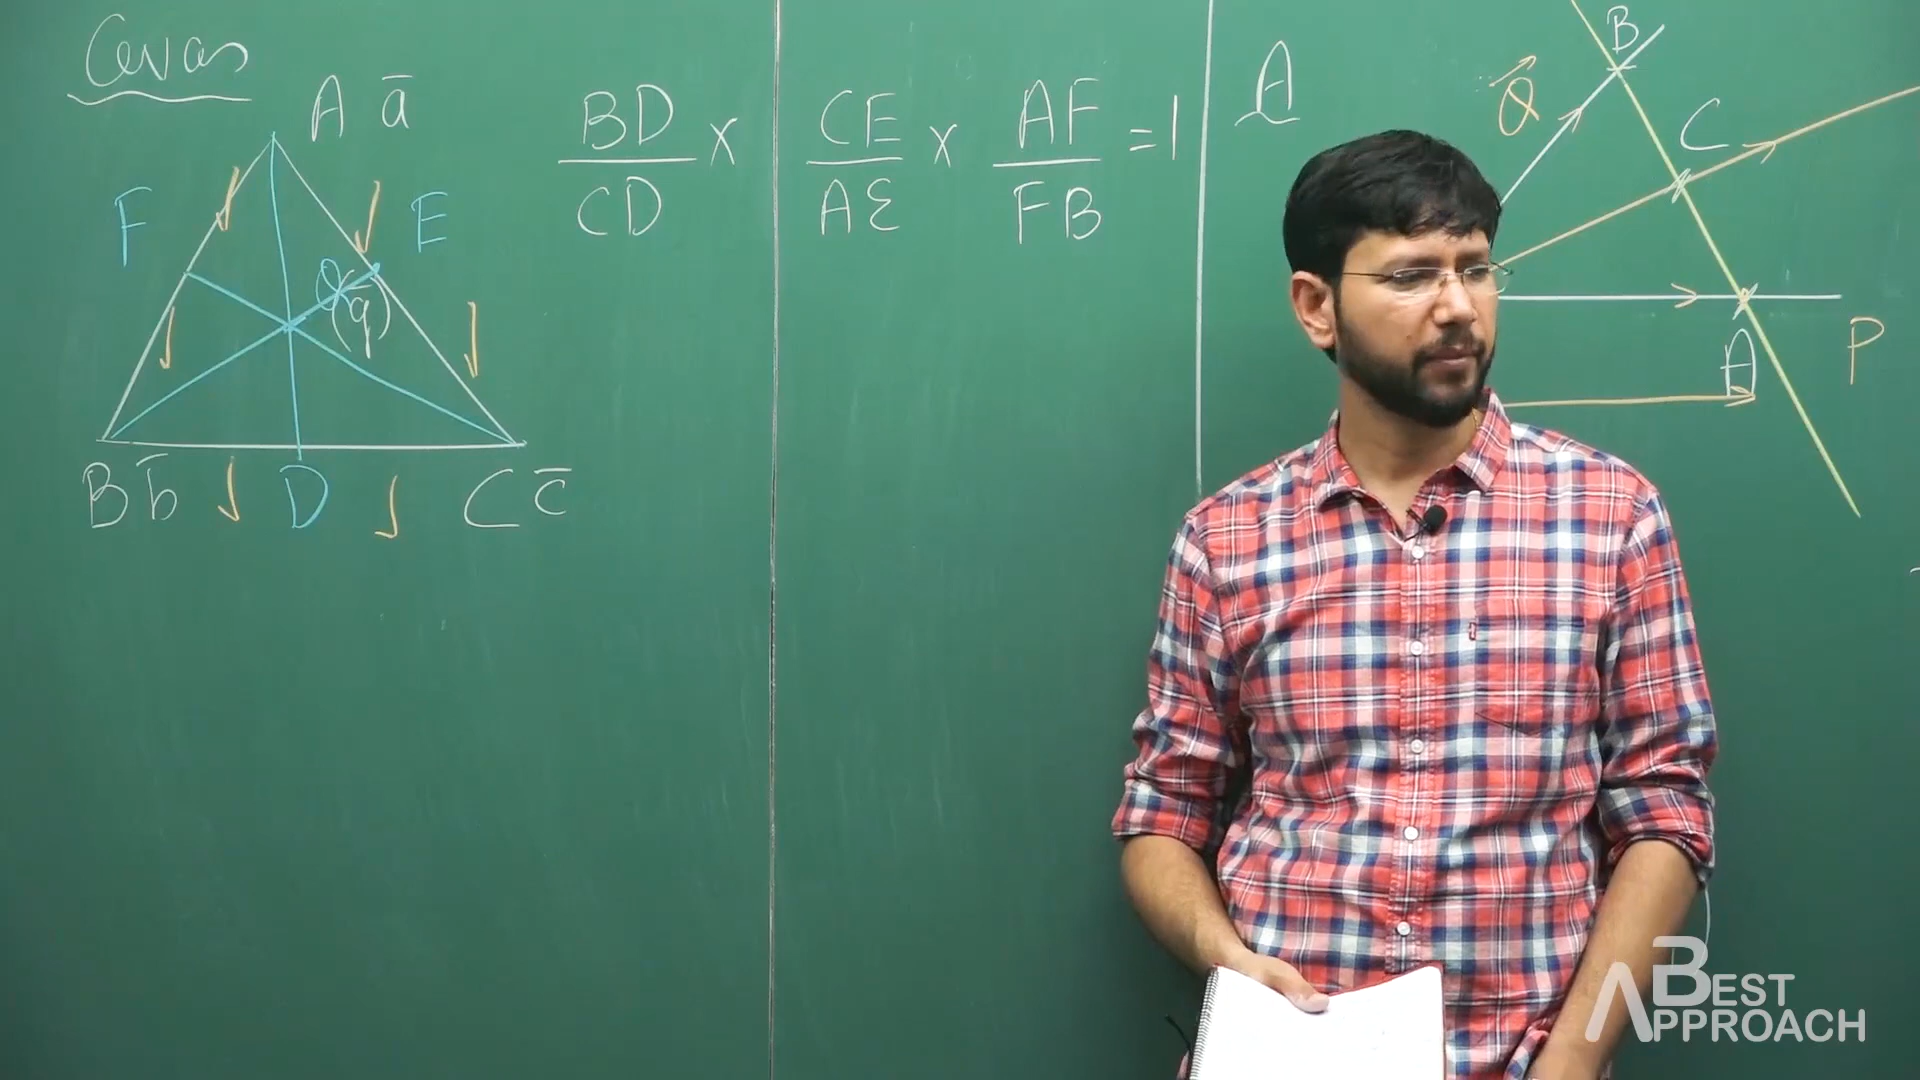 Cevas
A ā
F
E
Q
(q̄)
B b̄
D
C c̄
BD/CD × CE/AE × AF/FB = 1
A
B
Q⃗
C
A
P
BEST
APPROACH